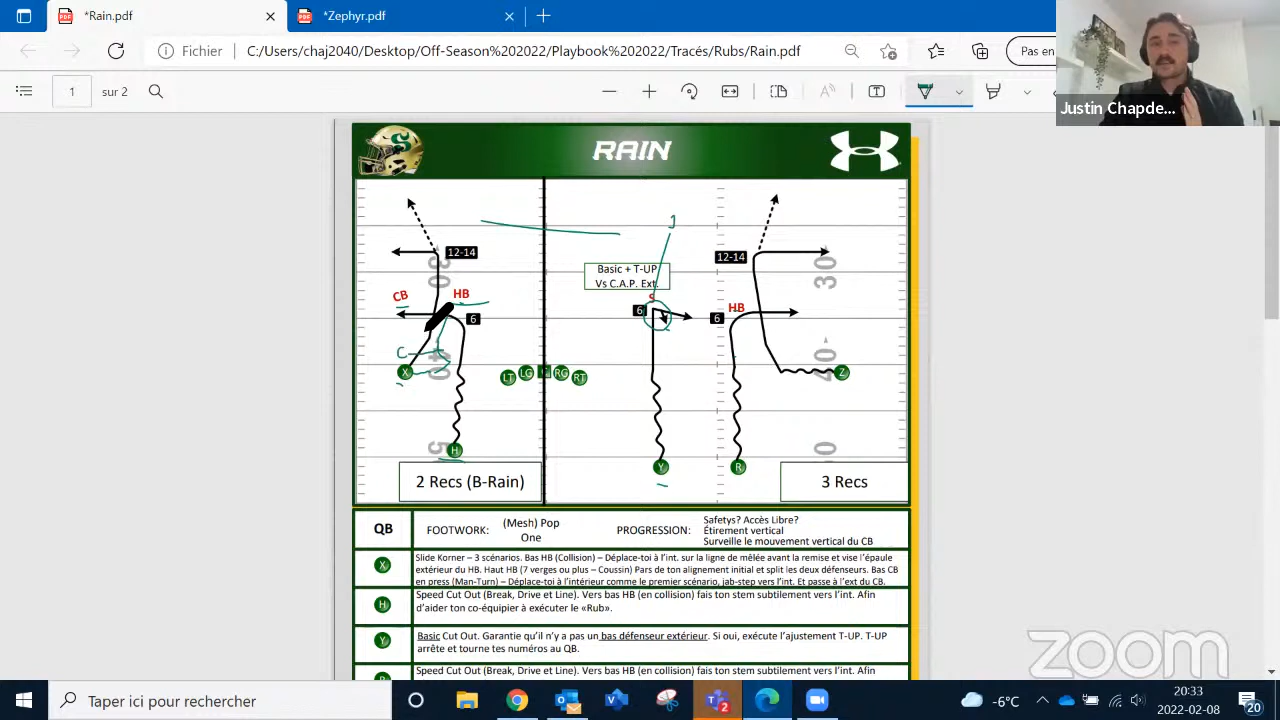 *Rain.pdf
*Zephyr.pdf
Fichier
C:/Users/chaj2040/Desktop/Off-Season%202022/Playbook%202022/Tracés/Rubs/Rain.pdf
Pas en
1 sur 2
Justin Chapde...
RAIN
12-14
12-14
30
30
Basic + T-UP
Vs C.A.P. Ext.
CB
HB
HB
6
6
6
C
J
X
LT
LG
RG
RT
Z
40
40
H
Y
R
2 Recs (B-Rain)
3 Recs
QB
FOOTWORK:
(Mesh) Pop
One
PROGRESSION:
Safetys? Accès Libre?
Étirement vertical
Surveille le mouvement vertical du CB
X
Slide Korner – 3 scénarios. Bas HB (Collision) – Déplace-toi à l'int. sur la ligne de mêlée avant la remise et vise l'épaule
extérieur du HB. Haut HB (7 verges ou plus – Coussin) Pars de ton alignement initial et split les deux défenseurs. Bas CB
en press (Man-Turn) – Déplace-toi à l'intérieur comme le premier scénario, jab-step vers l'int. Et passe à l'ext du CB.
H
Speed Cut Out (Break, Drive et Line). Vers bas HB (en collision) fais ton stem subtilement vers l'int. Afin
d'aider ton co-équipier à exécuter le «Rub».
Y
Basic Cut Out. Garantie qu'il n'y a pas un bas défenseur extérieur. Si oui, exécute l'ajustement T-UP. T-UP
arrête et tourne tes numéros au QB.
Speed Cut Out (Break, Drive et Line). Vers bas HB (en collision) fais ton stem subtilement vers l'int. Afin
zoom
Tapez ici pour rechercher
2
-6°C
20:33
2022-02-08
20